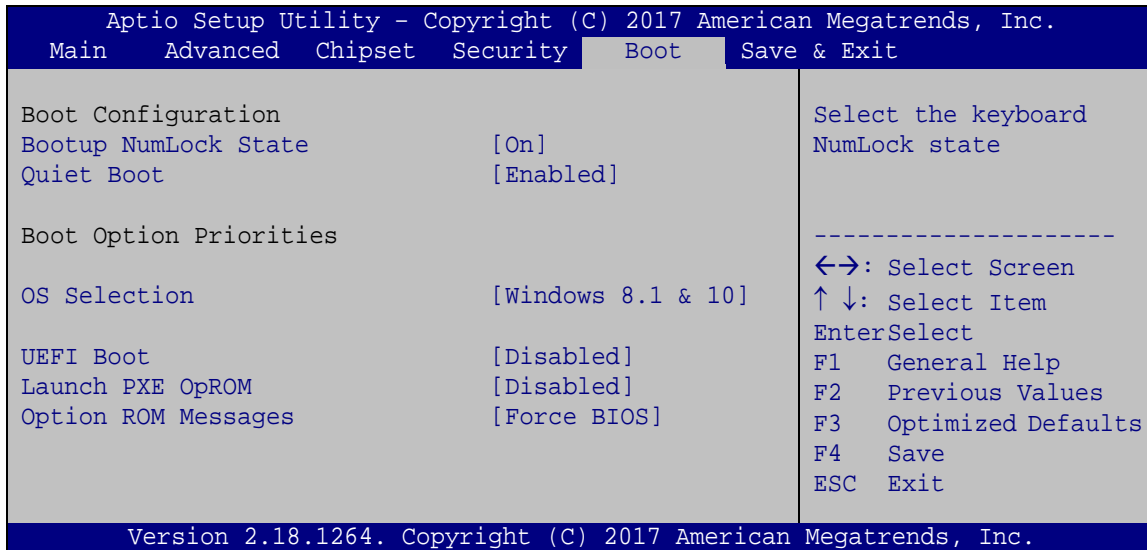 Aptio Setup Utility – Copyright (C) 2017 American Megatrends, Inc.
Main Advanced Chipset Security Boot Save & Exit
Boot Configuration
Bootup NumLock State [On]
Quiet Boot [Enabled]
Boot Option Priorities
OS Selection [Windows 8.1 & 10]
UEFI Boot [Disabled]
Launch PXE OpROM [Disabled]
Option ROM Messages [Force BIOS]
Select the keyboard
NumLock state
---------------------
←→: Select Screen
↑ ↓: Select Item
EnterSelect
F1 General Help
F2 Previous Values
F3 Optimized Defaults
F4 Save
ESC Exit
Version 2.18.1264. Copyright (C) 2017 American Megatrends, Inc.